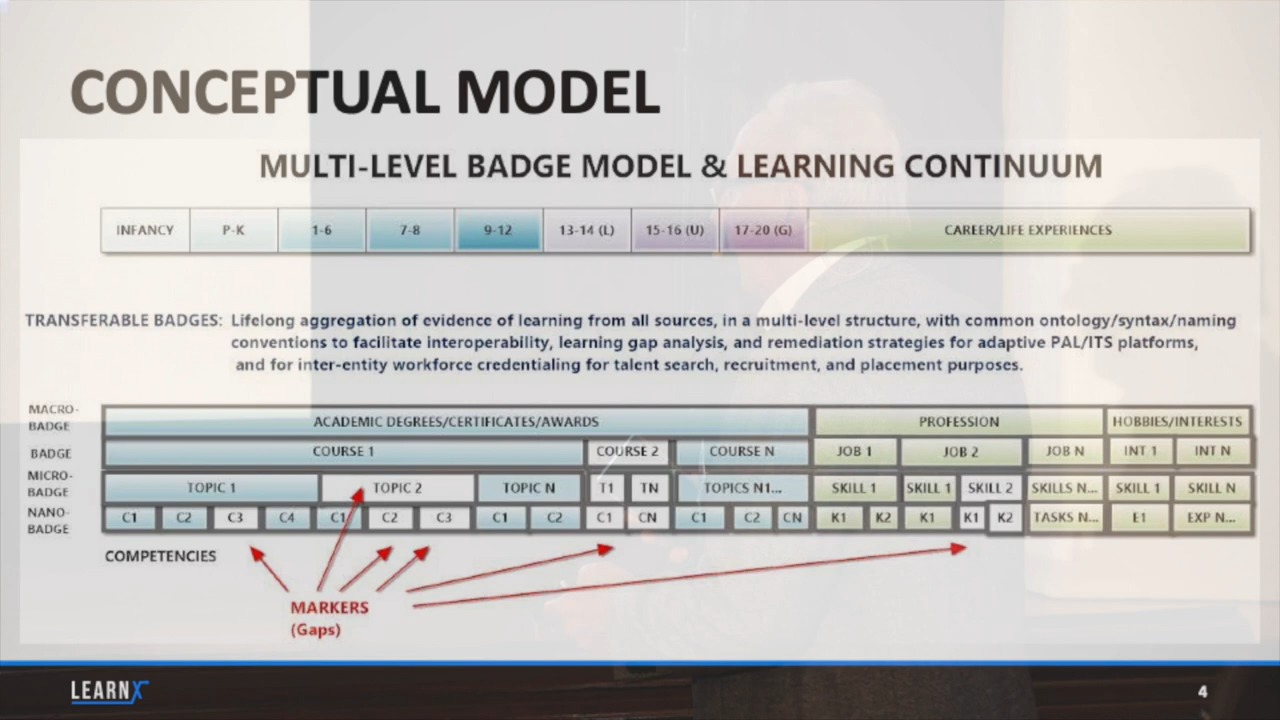 CONCEPTUAL MODEL
MULTI-LEVEL BADGE MODEL & LEARNING CONTINUUM
INFANCY P-K 1-6 7-8 9-12 13-14 (L) 15-16 (U) 17-20 (G) CAREER/LIFE EXPERIENCES
TRANSFERABLE BADGES: Lifelong aggregation of evidence of learning from all sources, in a multi-level structure, with common ontology/syntax/naming
conventions to facilitate interoperability, learning gap analysis, and remediation strategies for adaptive PAL/ITS platforms,
and for inter-entity workforce credentialing for talent search, recruitment, and placement purposes.
MACRO-
BADGE
ACADEMIC DEGREES/CERTIFICATES/AWARDS PROFESSION HOBBIES/INTERESTS
BADGE COURSE 1 COURSE 2 COURSE N JOB 1 JOB 2 JOB N INT 1 INT N
MICRO-
BADGE
TOPIC 1 TOPIC 2 TOPIC N T1 TN TOPICS N1... SKILL 1 SKILL 1 SKILL 2 SKILLS N... SKILL 1 SKILL N
NANO-
BADGE
C1 C2 C3 C4 C1 C2 C3 C1 C2 C1 CN C1 C2 CN K1 K2 K1 K1 K2 TASKS N... E1 EXP N...
COMPETENCIES
MARKERS
(Gaps)
LEARNX
4